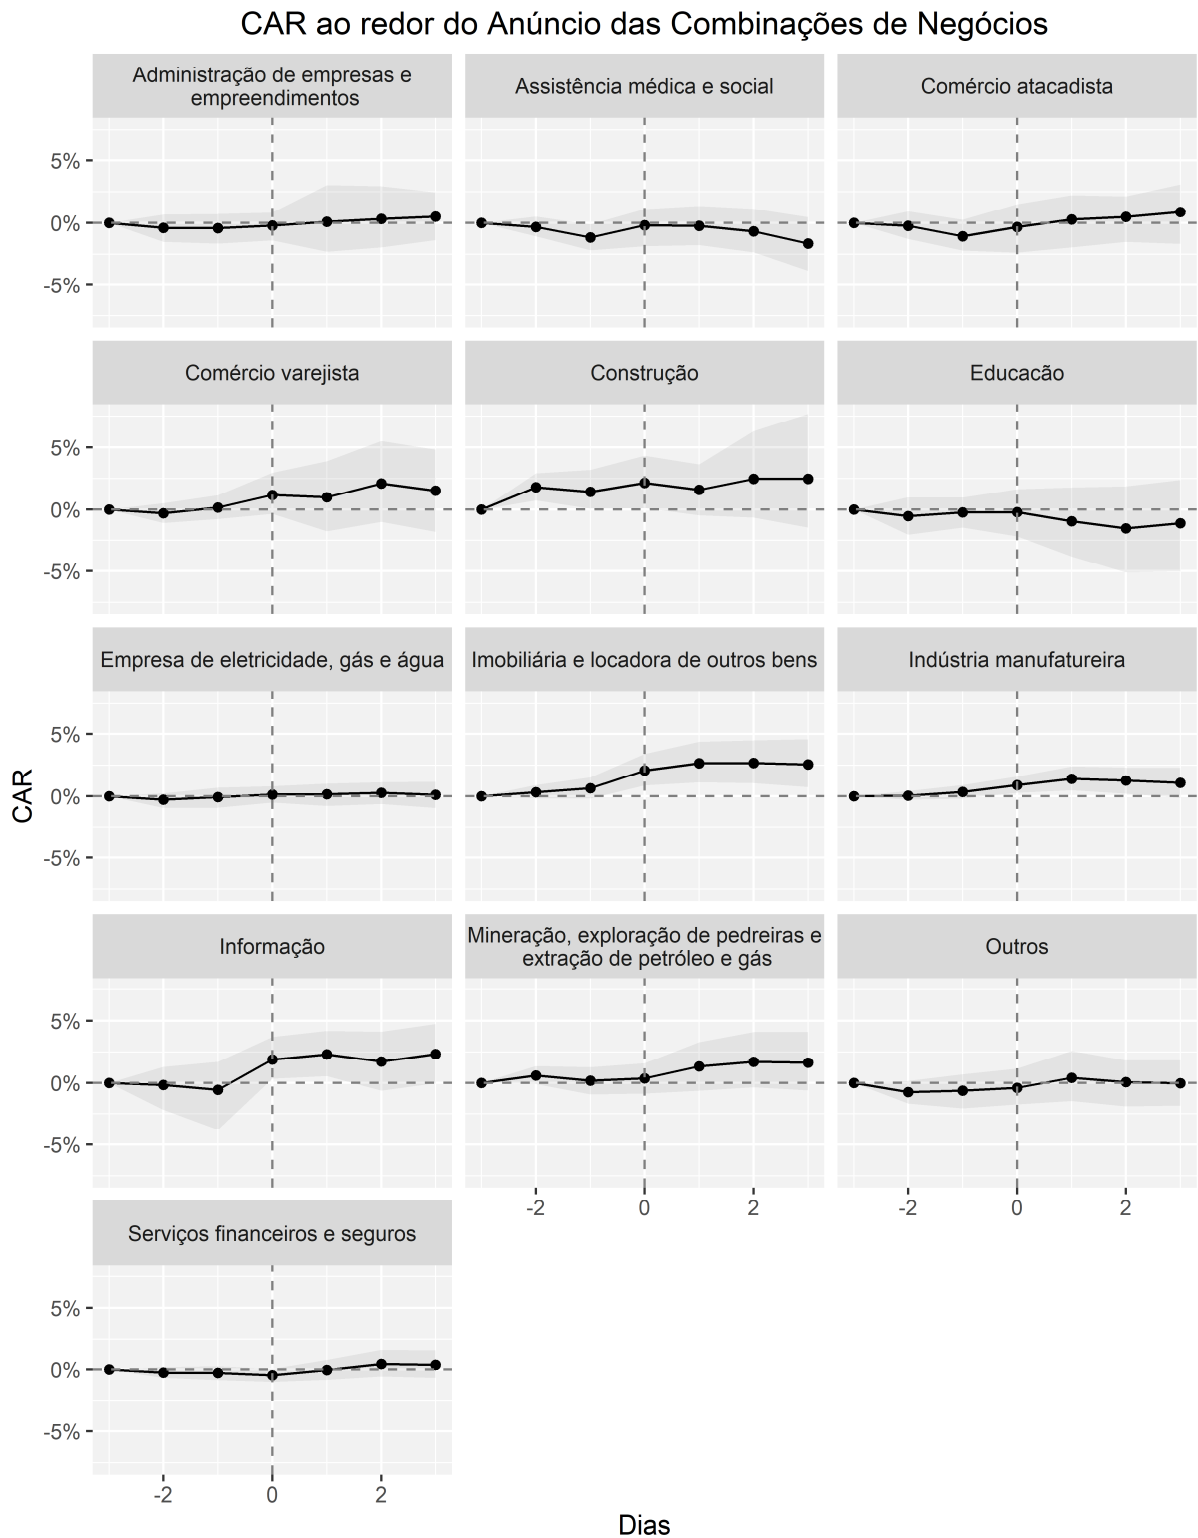 CAR ao redor do Anúncio das Combinações de Negócios
Administração de empresas e
empreendimentos
Assistência médica e social
Comércio atacadista
5%
0%
-5%
Comércio varejista
Construção
Educacão
5%
0%
-5%
Empresa de eletricidade, gás e água
Imobiliária e locadora de outros bens
Indústria manufatureira
5%
0%
-5%
CAR
Informação
Mineração, exploração de pedreiras e
extração de petróleo e gás
Outros
5%
0%
-5%
-2 0 2
-2 0 2
Serviços financeiros e seguros
5%
0%
-5%
-2 0 2
Dias